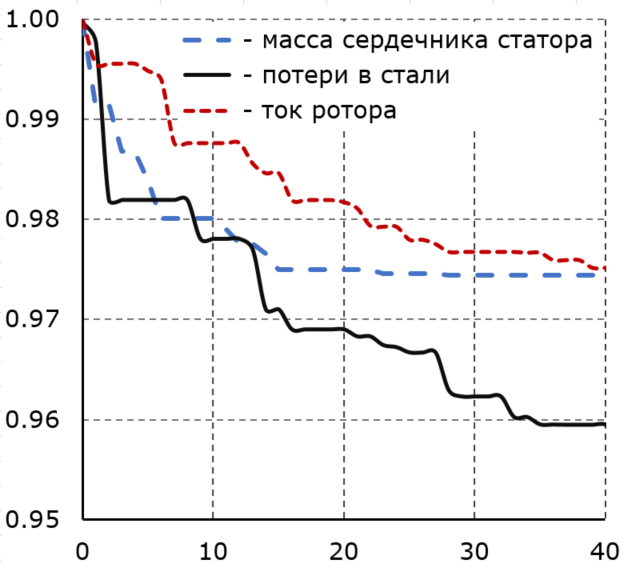 1.00
- масса сердечника статора
- потери в стали
- ток ротора
0.99
0.98
0.97
0.96
0.95
0 10 20 30 40